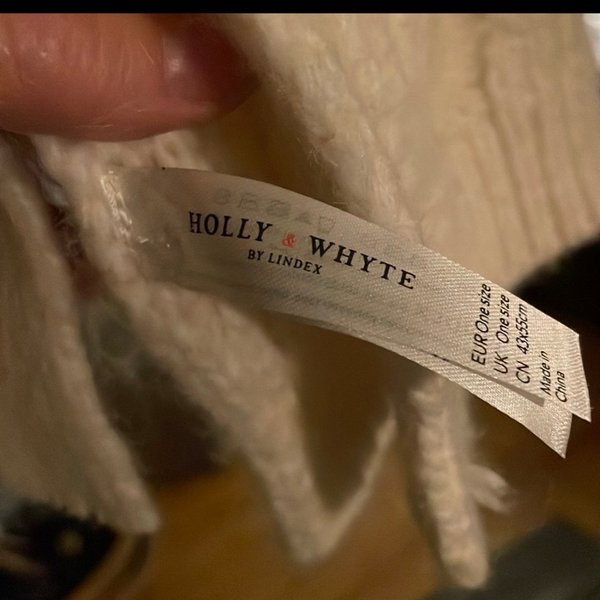 HOLLY & WHYTE
BY LINDEX
EUR One size
UK One size
CN 43x55cm
Made in
China